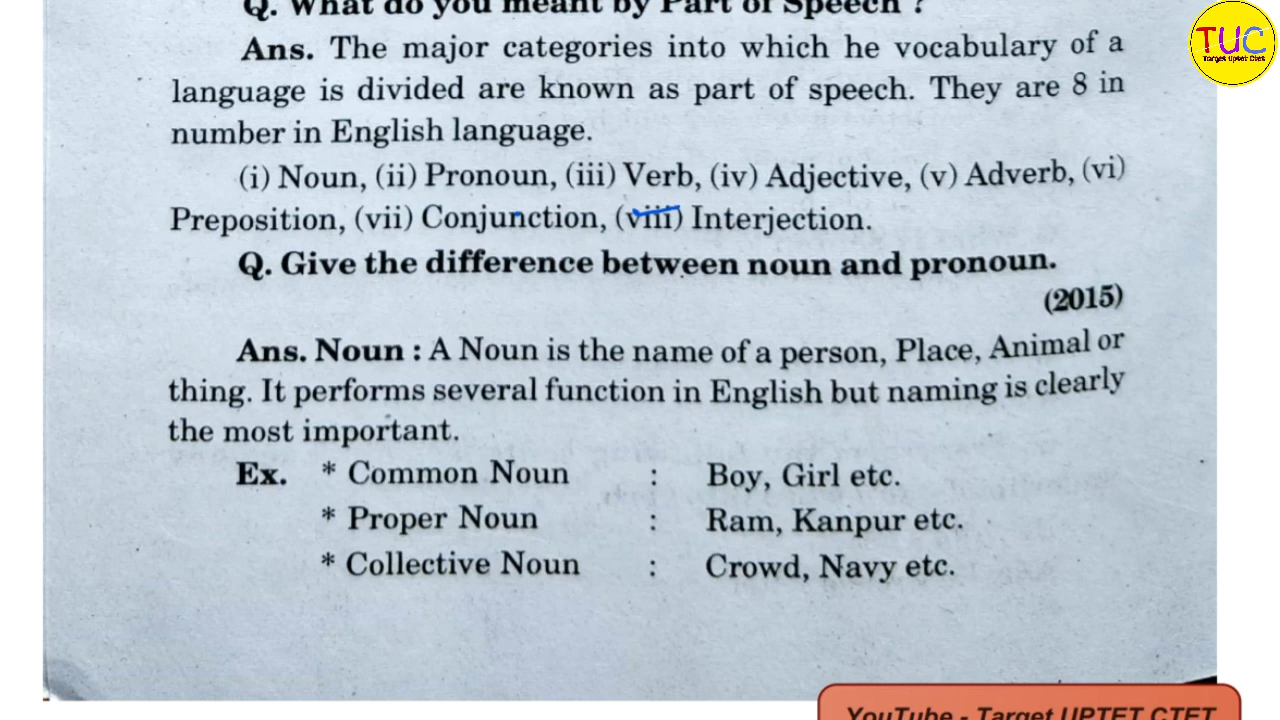 Q. What do you meant by Part of Speech ?
TUC
Target Uptet Ctet
Ans. The major categories into which he vocabulary of a
language is divided are known as part of speech. They are 8 in
number in English language.
(i) Noun, (ii) Pronoun, (iii) Verb, (iv) Adjective, (v) Adverb, (vi)
Preposition, (vii) Conjunction, (viii) Interjection.
Q. Give the difference between noun and pronoun.
(2015)
Ans. Noun : A Noun is the name of a person, Place, Animal or
thing. It performs several function in English but naming is clearly
the most important.
Ex. * Common Noun : Boy, Girl etc.
* Proper Noun : Ram, Kanpur etc.
* Collective Noun : Crowd, Navy etc.
YouTube - Target UPTET CTET